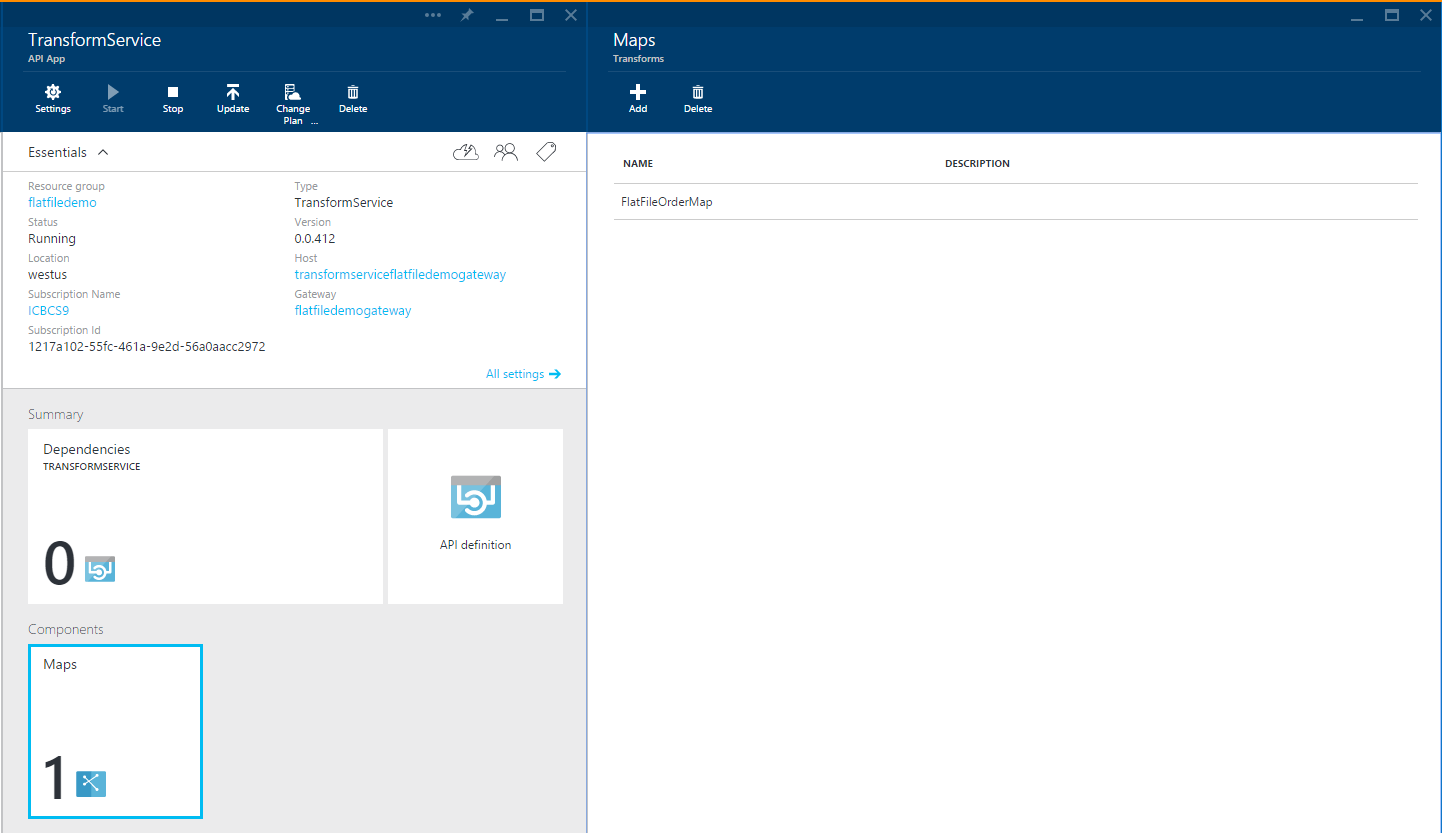 TransformService
API App
Settings
Start
Stop
Update
Change
Plan ...
Delete
Essentials
Resource group
flatfiledemo
Status
Running
Location
westus
Subscription Name
ICBCS9
Subscription Id
1217a102-55fc-461a-9e2d-56a0aacc2972
Type
TransformService
Version
0.0.412
Host
transformserviceflatfiledemogateway
Gateway
flatfiledemogateway
All settings
Summary
Dependencies
TRANSFORMSERVICE
0
API definition
Components
Maps
1
Maps
Transforms
Add
Delete
NAME DESCRIPTION
FlatFileOrderMap